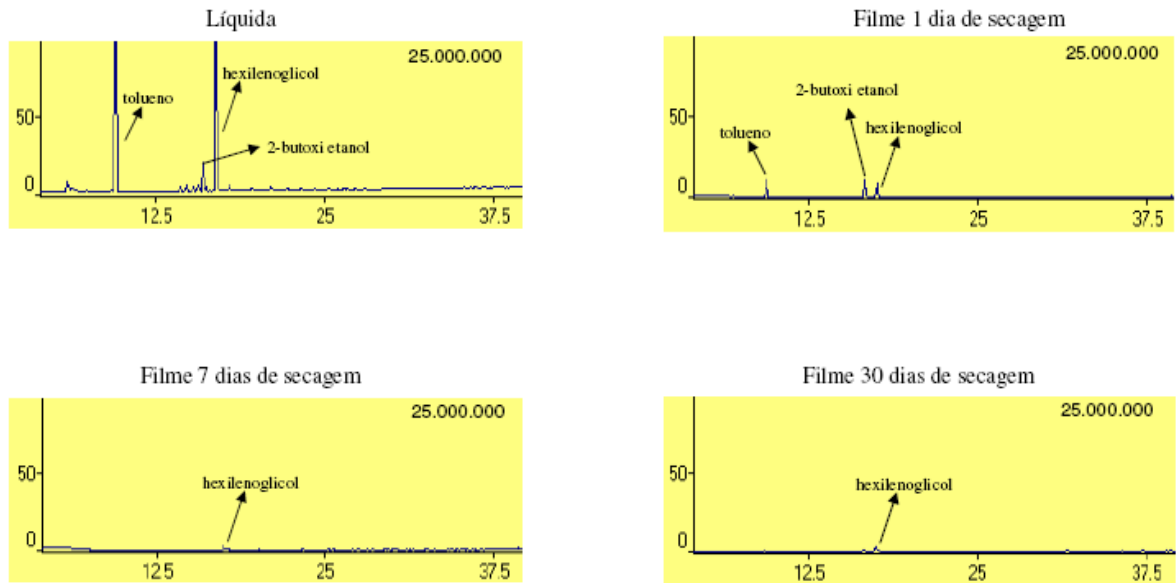 Líquida
25.000.000
hexilenoglicol
tolueno
50
2-butoxi etanol
0
12.5 25 37.5
Filme 1 dia de secagem
25.000.000
2-butoxi etanol
50
hexilenoglicol
tolueno
0
12.5 25 37.5
Filme 7 dias de secagem
25.000.000
50
hexilenoglicol
0
12.5 25 37.5
Filme 30 dias de secagem
25.000.000
50
hexilenoglicol
0
12.5 25 37.5